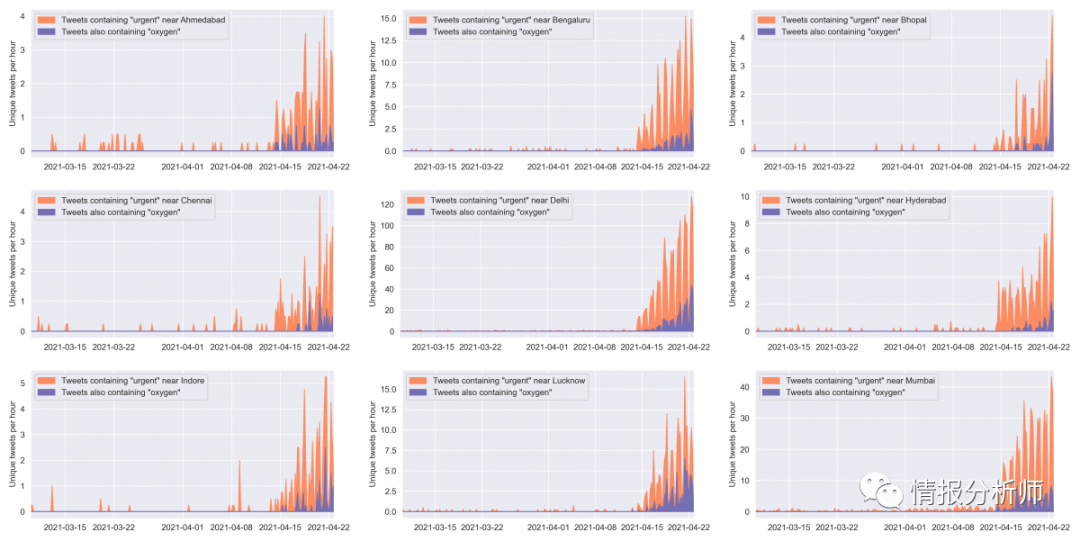 Tweets containing "urgent" near Ahmedabad
Tweets also containing "oxygen"
Unique tweets per hour
4
3
2
1
0
2021-03-15 2021-03-22 2021-04-01 2021-04-08 2021-04-15 2021-04-22
Tweets containing "urgent" near Bengaluru
Tweets also containing "oxygen"
Unique tweets per hour
15.0
12.5
10.0
7.5
5.0
2.5
0.0
2021-03-15 2021-03-22 2021-04-01 2021-04-08 2021-04-15 2021-04-22
Tweets containing "urgent" near Bhopal
Tweets also containing "oxygen"
Unique tweets per hour
4
3
2
1
0
2021-03-15 2021-03-22 2021-04-01 2021-04-08 2021-04-15 2021-04-22
Tweets containing "urgent" near Chennai
Tweets also containing "oxygen"
Unique tweets per hour
4
3
2
1
0
2021-03-15 2021-03-22 2021-04-01 2021-04-08 2021-04-15 2021-04-22
Tweets containing "urgent" near Delhi
Tweets also containing "oxygen"
Unique tweets per hour
120
100
80
60
40
20
0
2021-03-15 2021-03-22 2021-04-01 2021-04-08 2021-04-15 2021-04-22
Tweets containing "urgent" near Hyderabad
Tweets also containing "oxygen"
Unique tweets per hour
10
8
6
4
2
0
2021-03-15 2021-03-22 2021-04-01 2021-04-08 2021-04-15 2021-04-22
Tweets containing "urgent" near Indore
Tweets also containing "oxygen"
Unique tweets per hour
5
4
3
2
1
0
2021-03-15 2021-03-22 2021-04-01 2021-04-08 2021-04-15 2021-04-22
Tweets containing "urgent" near Lucknow
Tweets also containing "oxygen"
Unique tweets per hour
15.0
12.5
10.0
7.5
5.0
2.5
0.0
2021-03-15 2021-03-22 2021-04-01 2021-04-08 2021-04-15 2021-04-22
Tweets containing "urgent" near Mumbai
Tweets also containing "oxygen"
Unique tweets per hour
40
30
20
10
0
2021-03-15 2021-03-22 2021-04-01 2021-04-08 2021-04-15 2021-04-22
情报分析师